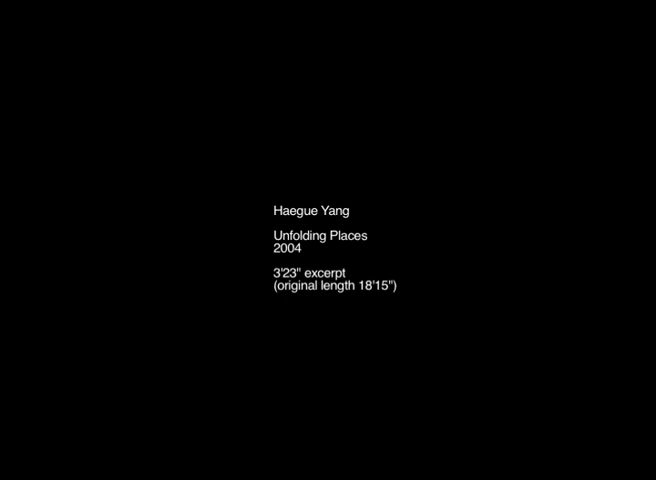 Haegue Yang
Unfolding Places
2004
3'23" excerpt
(original length 18'15")